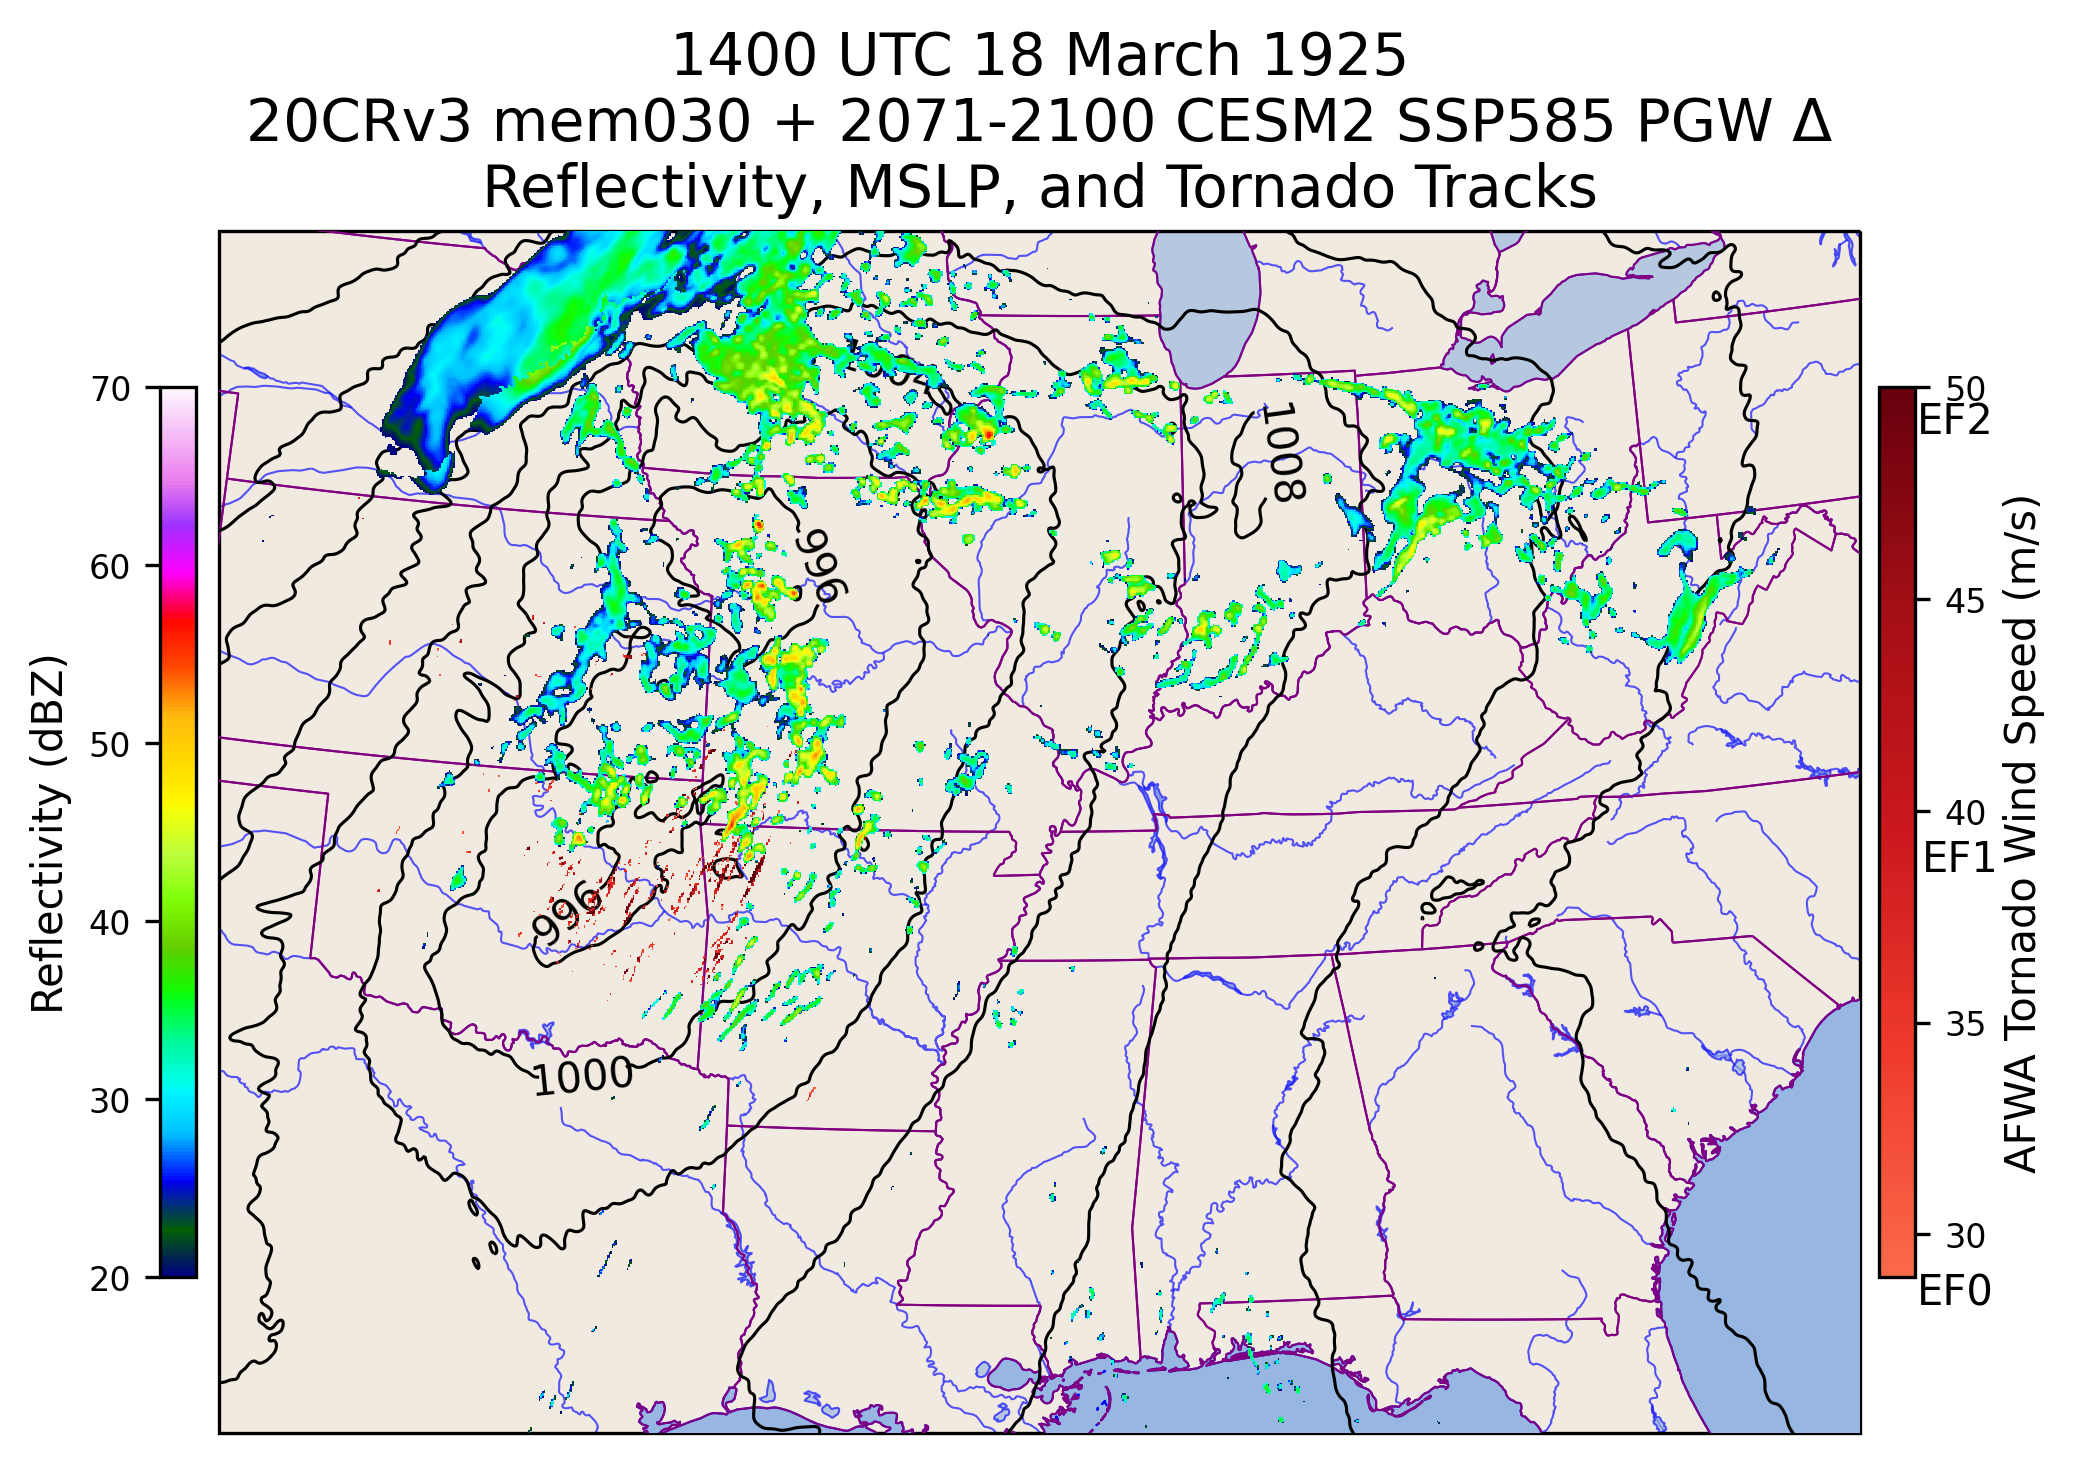 1400 UTC 18 March 1925
20CRv3 mem030 + 2071-2100 CESM2 SSP585 PGW Δ
Reflectivity, MSLP, and Tornado Tracks
Reflectivity (dBZ)
70
60
50
40
30
20
1008
996
996
1000
50
EF2
45
40
EF1
35
30
EF0
AFWA Tornado Wind Speed (m/s)